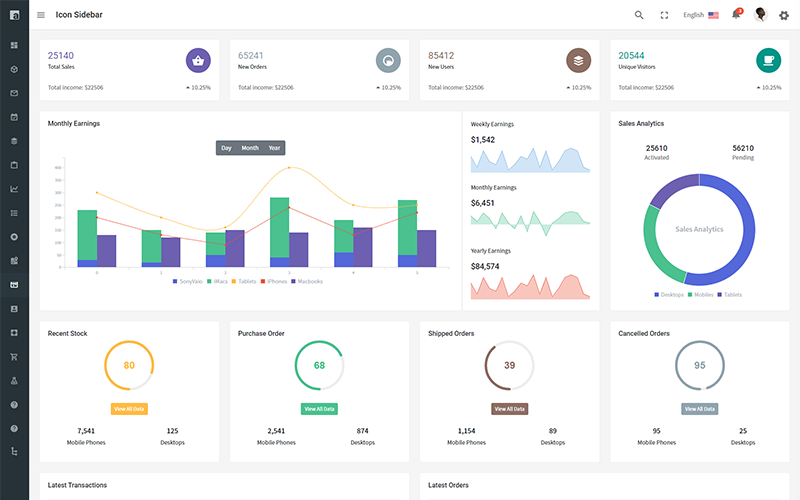 Icon Sidebar
English
3
25140
Total Sales
Total income: $22506
10.25%
65241
New Orders
Total income: $22506
10.25%
85412
New Users
Total income: $22506
10.25%
20544
Unique Visitors
Total income: $22506
10.25%
Monthly Earnings
Day Month Year
400
350
300
250
200
150
100
50
0
0 1 2 3 4 5
SonyVaio iMacs Tablets iPhones Macbooks
Weekly Earnings
$1,542
Monthly Earnings
$6,451
Yearly Earnings
$84,574
Sales Analytics
25610 56210
Activated Pending
Sales Analytics
Desktops Mobiles Tablets
Recent Stock
80
View All Data
7,541 125
Mobile Phones Desktops
Purchase Order
68
View All Data
2,541 874
Mobile Phones Desktops
Shipped Orders
39
View All Data
1,154 89
Mobile Phones Desktops
Cancelled Orders
95
View All Data
95 25
Mobile Phones Desktops
Latest Transactions
Latest Orders